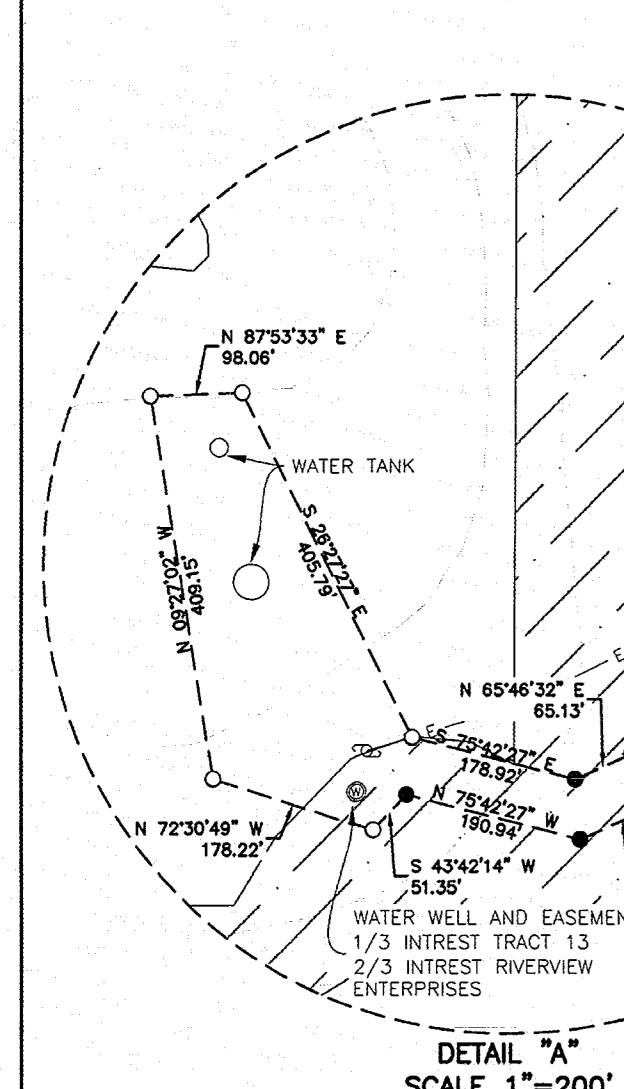 N 87°53'33" E
98.06'
WATER TANK
S 26°27'27" E
405.79'
N 09°27'02" W
409.15'
N 65°46'32" E
65.13'
E
E
S 75°42'27" E
178.92'
W
N 75°42'27" W
190.94'
N 72°30'49" W
178.22'
S 43°42'14" W
51.35'
WATER WELL AND EASEMEN
1/3 INTREST TRACT 13
2/3 INTREST RIVERVIEW
ENTERPRISES
DETAIL "A"
SCALE 1"=200'